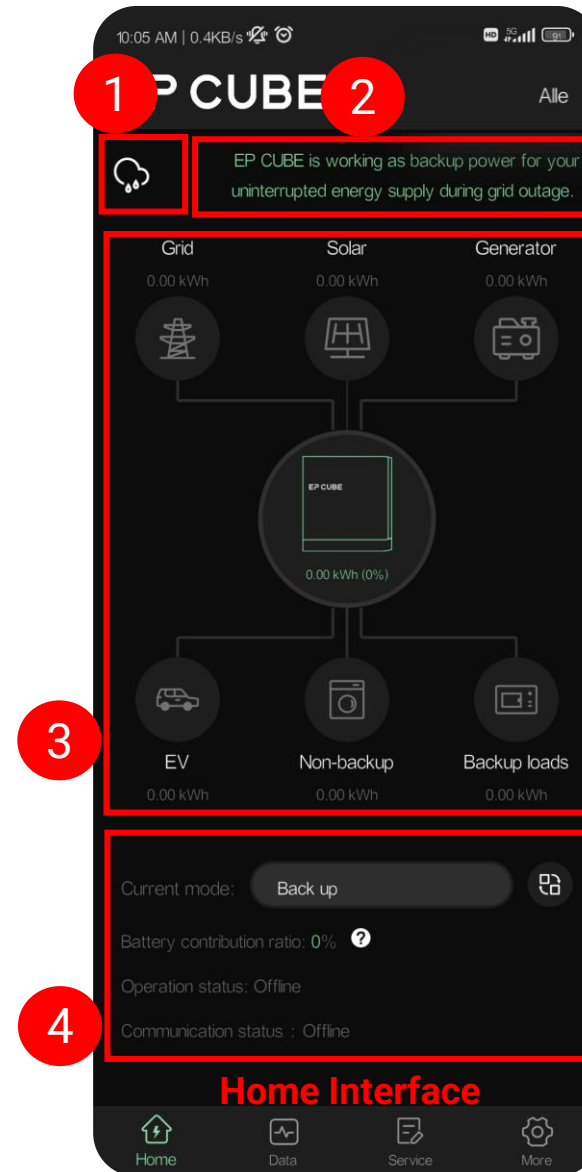 10:05 AM | 0.4KB/s HD 5G 91
1 P CUBE 2 Alle
EP CUBE is working as backup power for your
uninterrupted energy supply during grid outage.
Grid Solar Generator
0.00 kWh 0.00 kWh 0.00 kWh
EP CUBE
0.00 kWh (0%)
3
EV Non-backup Backup loads
0.00 kWh 0.00 kWh 0.00 kWh
Current mode: Back up
Battery contribution ratio: 0% ?
Operation status: Offline
4
Communication status : Offline
Home Interface
Home Data Service More